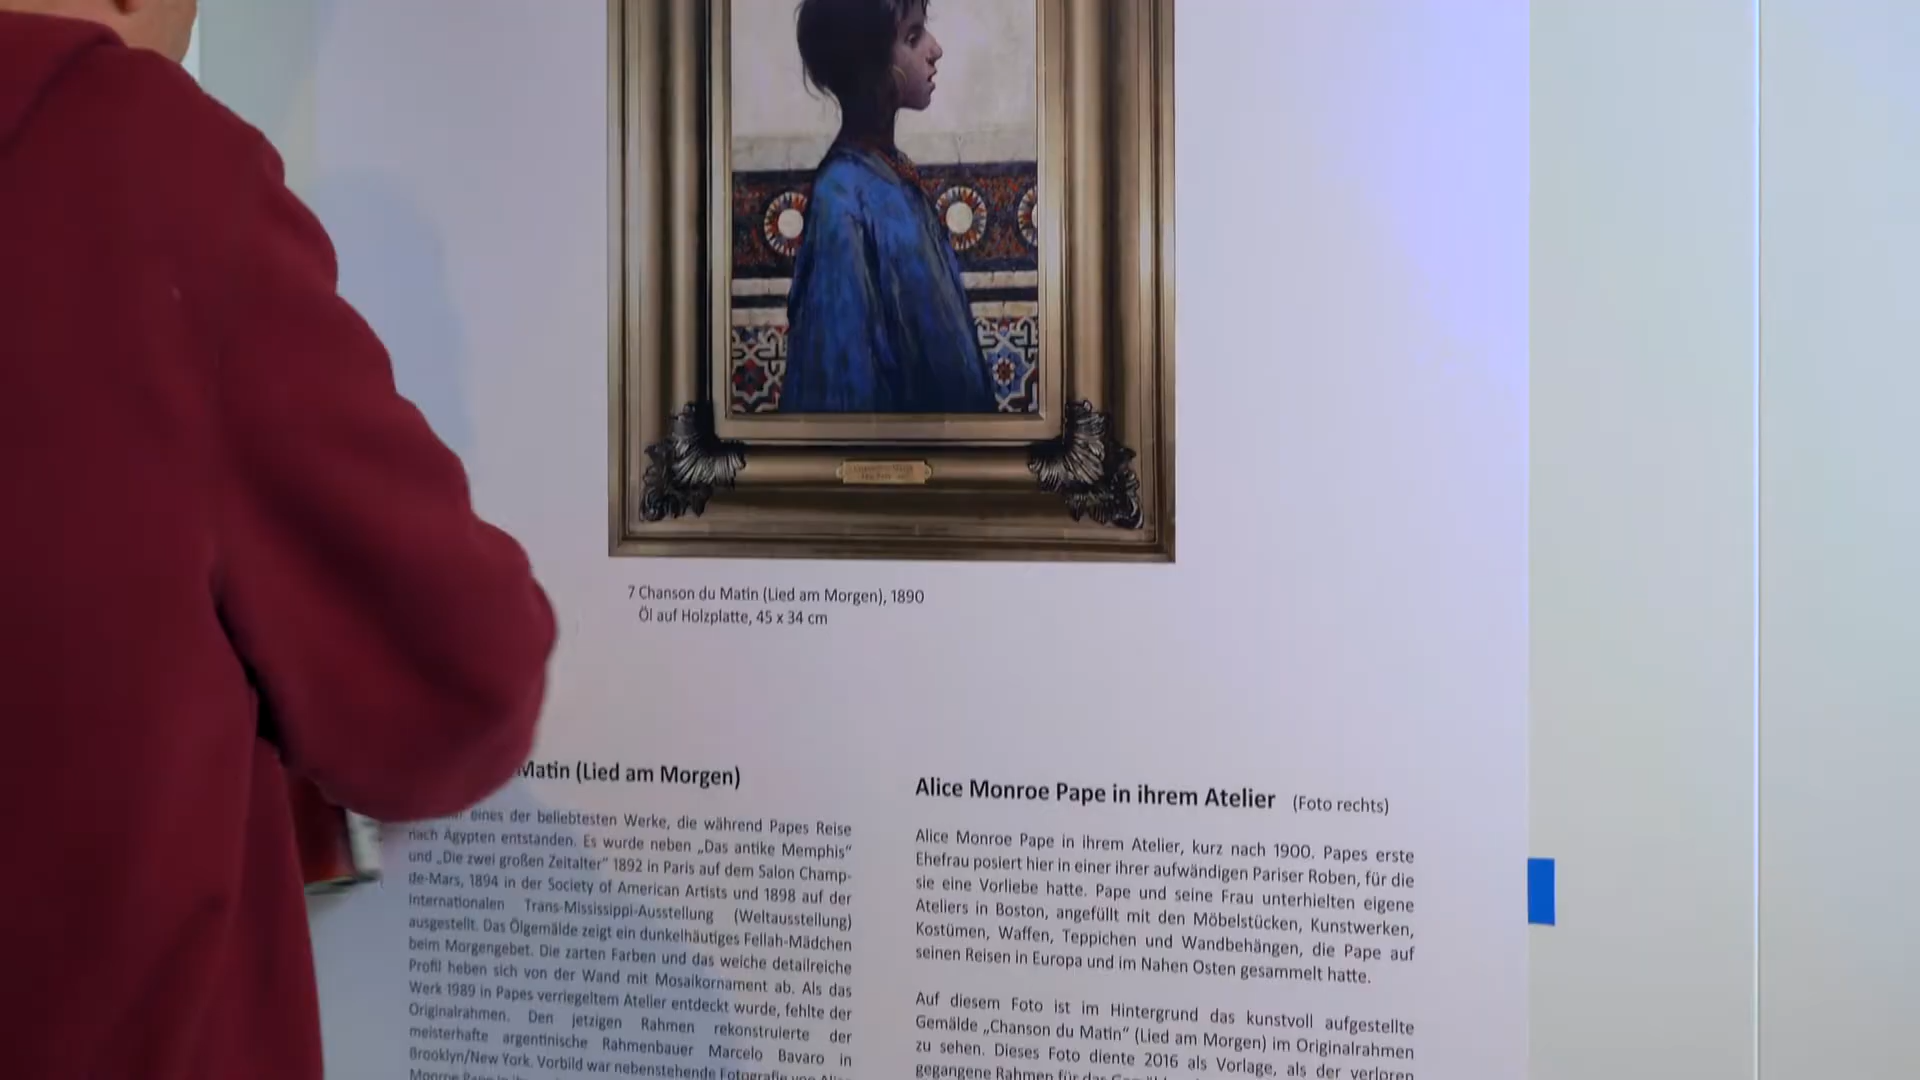 7 Chanson du Matin (Lied am Morgen), 1890
Öl auf Holzplatte, 45 x 34 cm
Matin (Lied am Morgen)
eines der beliebtesten Werke, die während Papes Reise
nach Ägypten entstanden. Es wurde neben „Das antike Memphis“
und „Die zwei großen Zeitalter“ 1892 in Paris auf dem Salon Champ-
de-Mars, 1894 in der Society of American Artists und 1898 auf der
Internationalen Trans-Mississippi-Ausstellung (Weltausstellung)
ausgestellt. Das Ölgemälde zeigt ein dunkelhäutiges Fellah-Mädchen
beim Morgengebet. Die zarten Farben und das weiche detailreiche
Profil heben sich von der Wand mit Mosaikornament ab. Als das
Werk 1989 in Papes verriegeltem Atelier entdeckt wurde, fehlte der
Originalrahmen. Den jetzigen Rahmen rekonstruierte der
meisterhafte argentinische Rahmenbauer Marcelo Bavaro in
Brooklyn/New York. Vorbild war nebenstehende Fotografie von Alice
Alice Monroe Pape in ihrem Atelier (Foto rechts)
Alice Monroe Pape in ihrem Atelier, kurz nach 1900. Papes erste
Ehefrau posiert hier in einer ihrer aufwändigen Pariser Roben, für die
sie eine Vorliebe hatte. Pape und seine Frau unterhielten eigene
Ateliers in Boston, angefüllt mit den Möbelstücken, Kunstwerken,
Kostümen, Waffen, Teppichen und Wandbehängen, die Pape auf
seinen Reisen in Europa und im Nahen Osten gesammelt hatte.
Auf diesem Foto ist im Hintergrund das kunstvoll aufgestellte
Gemälde „Chanson du Matin“ (Lied am Morgen) im Originalrahmen
zu sehen. Dieses Foto diente 2016 als Vorlage, als der verloren
gegangene Rahmen für das